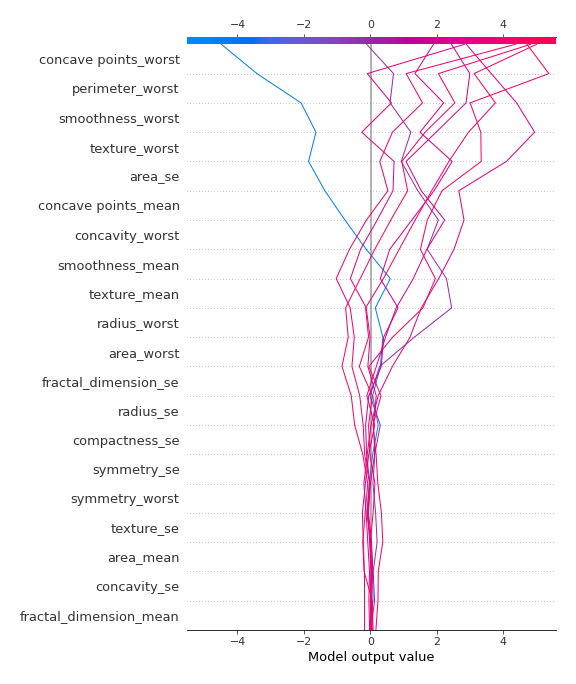 −4 −2 0 2 4
concave points_worst
perimeter_worst
smoothness_worst
texture_worst
area_se
concave points_mean
concavity_worst
smoothness_mean
texture_mean
radius_worst
area_worst
fractal_dimension_se
radius_se
compactness_se
symmetry_se
symmetry_worst
texture_se
area_mean
concavity_se
fractal_dimension_mean
−4 −2 0 2 4
Model output value